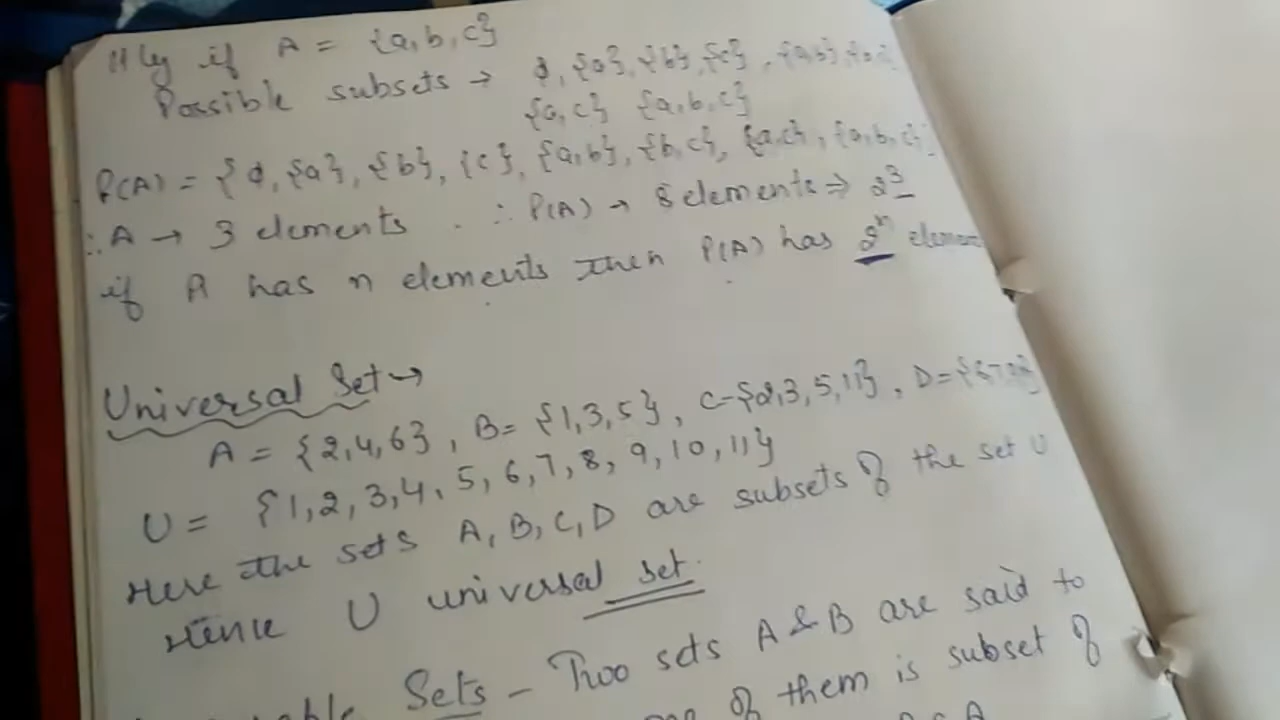 |||ly if A = {a, b, c}
Possible subsets → φ, {a}, {b}, {c}, {a,b},
{a, c} {a, b, c}
P(A) = {φ, {a}, {b}, {c}, {a,b}, {b,c}, {a,c}, {a,b,c}
∴ A → 3 elements . ∴ P(A) → 8 elements ⇒ 2³
if A has n elements then P(A) has 2ⁿ
Universal Set →
A = {2,4,6}, B = {1,3,5}, C = {2,3,5,11}, D =
U = {1,2,3,4,5,6,7,8,9,10,11}
Here the sets A, B, C, D are subsets of the set U
Hence U universal set.
Sets – Two sets A & B are said to
of them is subset of